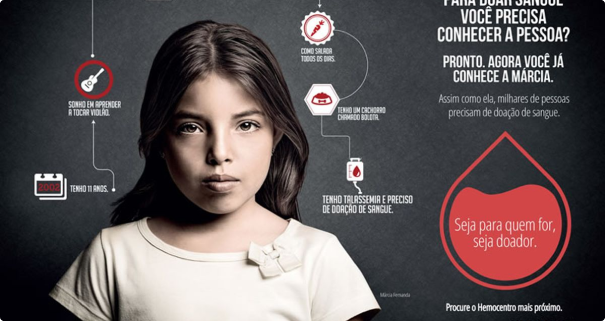 PARA DOAR SANGUE
VOCÊ PRECISA
CONHECER A PESSOA?
PRONTO. AGORA VOCÊ JÁ
CONHECE A MÁRCIA.
Assim como ela, milhares de pessoas
precisam de doação de sangue.
COMO SALADA
TODOS OS DIAS.
SONHO EM APRENDER
A TOCAR VIOLÃO.
TENHO UM CACHORRO
CHAMADO BOLOTA.
2002
TENHO 11 ANOS.
TENHO TALASSEMIA E PRECISO
DE DOAÇÃO DE SANGUE.
Seja para quem for,
seja doador.
Márcia Fernanda
Procure o Hemocentro mais próximo.